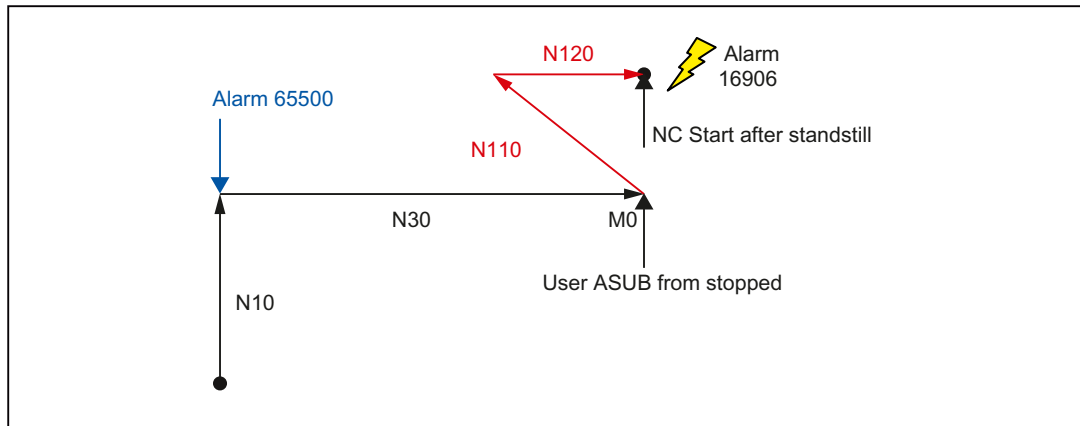 N120
Alarm
16906
Alarm 65500
NC Start after standstill
N110
N30
M0
User ASUB from stopped
N10